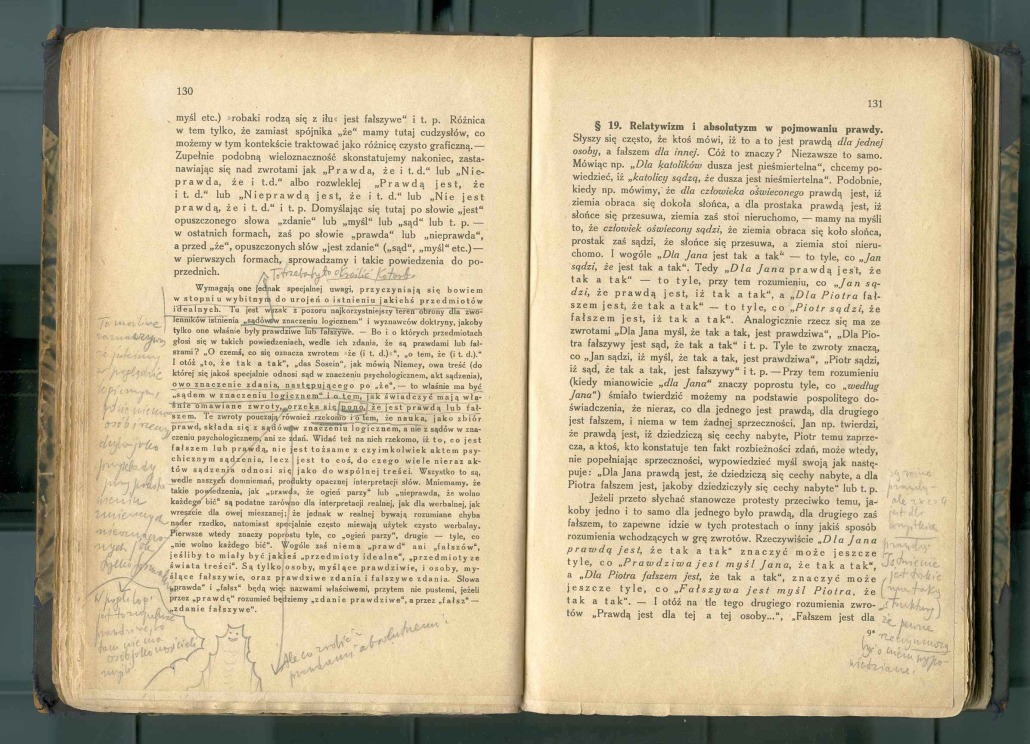 130
myśl etc.) »robaki rodzą się z iłu« jest fałszywe“ i t. p. Różnica
w tem tylko, że zamiast spójnika „że“ mamy tutaj cudzysłów, co
możemy w tym kontekście traktować jako różnicę czysto graficzną.—
Zupełnie podobną wieloznaczność skonstatujemy nakoniec, zasta-
nawiając się nad zwrotami jak „Prawda, że i t. d.“ lub „Nie-
prawda, że i t.d.“ albo rozwlekłej „Prawdą jest, że
i t. d.“ lub „Nieprawdą jest, że i t. d.“ lub „Nie jest
prawdą, że i t. d.“ i t. p. Domyślając się tutaj po słowie „jest“
opuszczonego słowa „zdanie“ lub „myśl“ lub „sąd“ lub t. p. —
w ostatnich formach, zaś po słowie „prawda“ lub „nieprawda“,
a przed „że“, opuszczonych słów „jest zdanie“ („sąd“, „myśl“ etc.)—
w pierwszych formach, sprowadzamy i takie powiedzenia do po-
przednich.
Wymagają one jednak specjalnej uwagi, przyczyniają się bowiem
w stopniu wybitnym do urojeń o istnieniu jakichś przedmiotów
idealnych. Tu jest wszak z pozoru najkorzystniejszy teren obrony dla zwo-
lenników istnienia „sądów w znaczeniu logicznem“ i wyznawców doktryny, jakoby
tylko one właśnie były prawdziwe lub fałszywe. — Bo i o których przedmiotach
głosi się w takich powiedzeniach, wedle ich zdania, że są prawdami lub fał-
szami? „O czemś, co się oznacza zwrotem »że (i t. d.)«“, „o tem, że (i t. d.).“
I otóż „to, że tak a tak“, „das Sosein“, jak mówią Niemcy, owa treść (do
której się jakoś specjalnie odnosi sąd w znaczeniu psychologicznem, akt sądzenia),
owo znaczenie zdania, następującego po „że“, — to właśnie ma być
„sądem w znaczeniu logicznem“ i o tem, jak świadczyć mają wła-
śnie omawiane zwroty, orzeka się pono, że jest prawdą lub fał-
szem. Te zwroty pouczają również rzekomo i o tem, że nauka, jako zbiór
prawd, składa się z sądów w znaczeniu logicznem, a nie z sądów w zna-
czeniu psychologicznem, ani ze zdań. Widać też na nich rzekomo, iż to, co jest
fałszem lub prawdą, nie jest tożsame z czyimkolwiek aktem psy-
chicznym sądzenia, lecz jest to coś, do czego wiele nieraz ak-
tów sądzenia odnosi się jako do wspólnej treści. Wszystko to są,
wedle naszych domniemań, produkty opacznej interpretacji słów. Mniemamy, że
takie powiedzenia, jak „prawda, że ogień parzy“ lub „nieprawda, że wolno
każdego bić“ są podatne zarówno dla interpretacji realnej, jak dla werbalnej, jak
wreszcie dla owej mieszanej; że jednak w realnej bywają rozumiane chyba
nader rzedko, natomiast specjalnie często miewają użytek czysto werbalny.
Pierwsze wtedy znaczy poprostu tyle, co „ogień parzy“, drugie — tyle, co
„nie wolno każdego bić“. Wogóle zaś niema „prawd“ ani „fałszów“,
jeśliby to miały być jakieś „przedmioty idealne“, „przedmioty ze
świata treści“. Są tylko osoby, myślące prawdziwie, i osoby, my-
ślące fałszywie, oraz prawdziwe zdania i fałszywe zdania. Słowa
„prawda“ i „fałsz“ będą więc nazwami właściwemi, przytem nie pustemi, jeżeli
przez „prawdę“ rozumieć będziemy „zdanie prawdziwe“, a przez „fałsz“ —
„zdanie fałszywe“.
Ale co zrobić z
prawdami absolutnemi?
131
§ 19. Relatywizm i absolutyzm w pojmowaniu prawdy.
Słyszy się często, że ktoś mówi, iż to a to jest prawdą dla jednej
osoby, a fałszem dla innej. Cóż to znaczy? Niezawsze to samo.
Mówiąc np. „Dla katolików dusza jest nieśmiertelna“, chcemy po-
wiedzieć, iż „katolicy sądzą, że dusza jest nieśmiertelna“. Podobnie,
kiedy np. mówimy, że dla człowieka oświeconego prawdą jest, iż
ziemia obraca się dokoła słońca, a dla prostaka prawdą jest, iż
słońce się przesuwa, ziemia zaś stoi nieruchomo, — mamy na myśli
to, że człowiek oświecony sądzi, że ziemia obraca się koło słońca,
prostak zaś sądzi, że słońce się przesuwa, a ziemia stoi nieru-
chomo. I wogóle „Dla Jana jest tak a tak“ — to tyle, co „Jan
sądzi, że jest tak a tak“. Tedy „Dla Jana prawdą jest, że
tak a tak“ — to tyle, przy tem rozumieniu, co „Jan są-
dzi, że prawdą jest, iż tak a tak“, a „Dla Piotra fał-
szem jest, że tak a tak“ — to tyle, co „Piotr sądzi, że
fałszem jest, iż tak a tak“. Analogicznie rzecz się ma ze
zwrotami „Dla Jana myśl, że tak a tak, jest prawdziwa“, „Dla Pio-
tra fałszywy jest sąd, że tak a tak“ i t. p. Tyle te zwroty znaczą,
co „Jan sądzi, iż myśl, że tak a tak, jest prawdziwa“, „Piotr sądzi,
iż sąd, że tak a tak, jest fałszywy“ i t. p. — Przy tem rozumieniu
(kiedy mianowicie „dla Jana“ znaczy poprostu tyle, co „według
Jana“) śmiało twierdzić możemy na podstawie pospolitego do-
świadczenia, że nieraz, co dla jednego jest prawdą, dla drugiego
jest fałszem, i niema w tem żadnej sprzeczności. Jan np. twierdzi,
że prawdą jest, iż dziedziczą się cechy nabyte, Piotr temu zaprze-
cza, a ktoś, kto konstatuje ten fakt rozbieżności zdań, może wtedy,
nie popełniając sprzeczności, wypowiedzieć myśl swoją jak nastę-
puje: „Dla Jana prawdą jest, że dziedziczą się cechy nabyte, a dla
Piotra fałszem jest, jakoby dziedziczyły się cechy nabyte“ lub t. p.
Jeżeli przeto słychać stanowcze protesty przeciwko temu, ja-
koby jedno i to samo dla jednego było prawdą, dla drugiego zaś
fałszem, to zapewne idzie w tych protestach o inny jakiś sposób
rozumienia wchodzących w grę zwrotów. Rzeczywiście „Dla Jana
prawdą jest, że tak a tak“ znaczyć może jeszcze
tyle, co „Prawdziwa jest myśl Jana, że tak a tak“,
a „Dla Piotra fałszem jest, że tak a tak“, znaczyć może
jeszcze tyle, co „Fałszywa jest myśl Piotra, że
tak a tak“. — I otóż na tle tego drugiego rozumienia zwro-
tów „Prawdą jest dla tej a tej osoby...“, „Fałszem jest dla
9*